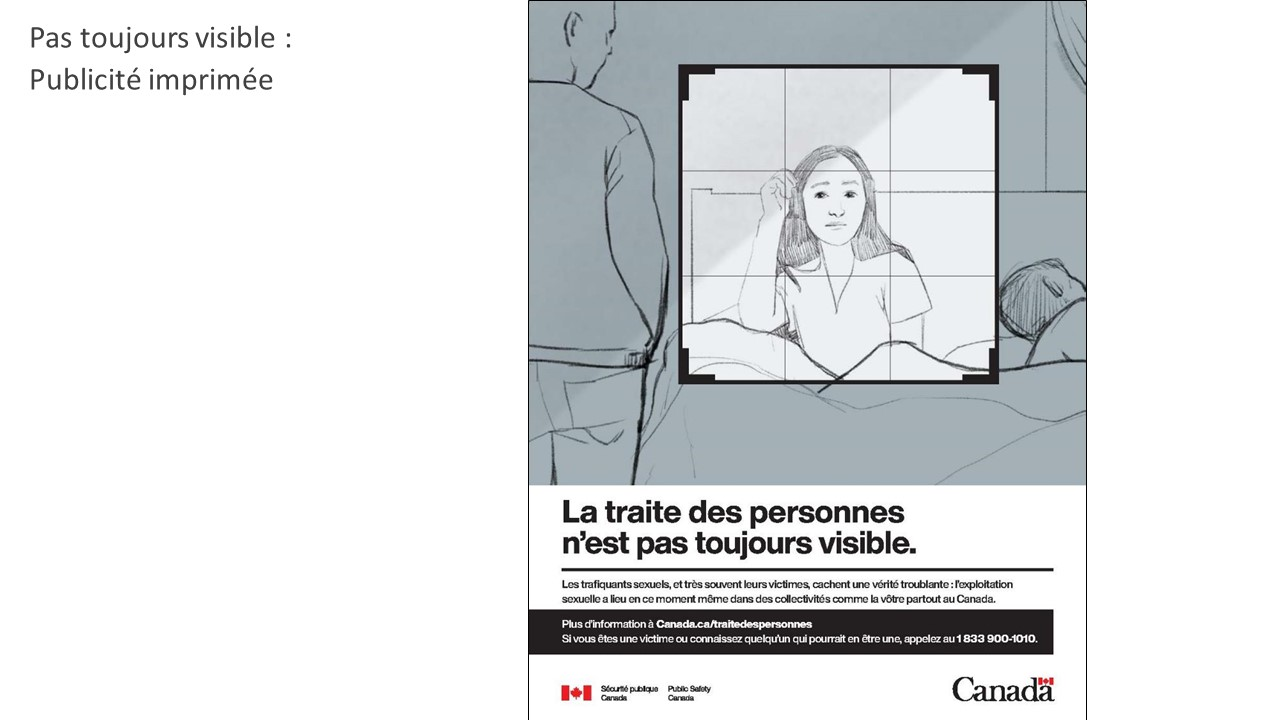 Pas toujours visible :
Publicité imprimée
La traite des personnes
n'est pas toujours visible.
Les trafiquants sexuels, et très souvent leurs victimes, cachent une vérité troublante : l'exploitation
sexuelle a lieu en ce moment même dans des collectivités comme la vôtre partout au Canada.
Plus d'information à Canada.ca/traitedespersonnes
Si vous êtes une victime ou connaissez quelqu'un qui pourrait en être une, appelez au 1 833 900-1010.
Sécurité publique Public Safety
Canada Canada
Canada